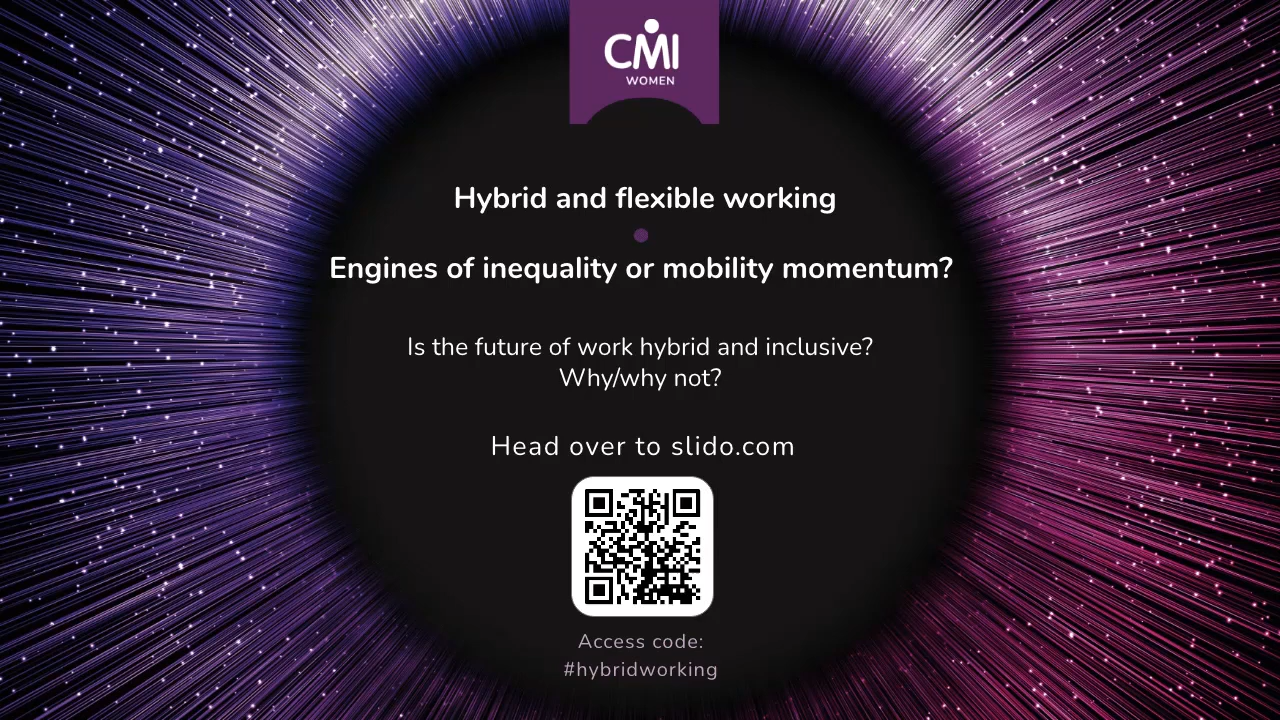 CMI
WOMEN
Hybrid and flexible working
Engines of inequality or mobility momentum?
Is the future of work hybrid and inclusive?
Why/why not?
Head over to slido.com
Access code:
#hybridworking